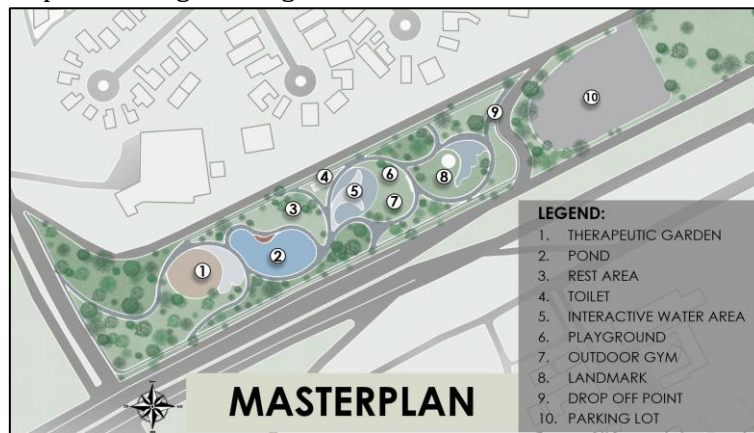 9
10
6
4
8
5
7
3
2
1
LEGEND:
1. THERAPEUTIC GARDEN
2. POND
3. REST AREA
4. TOILET
5. INTERACTIVE WATER AREA
6. PLAYGROUND
7. OUTDOOR GYM
8. LANDMARK
9. DROP OFF POINT
10. PARKING LOT
MASTERPLAN